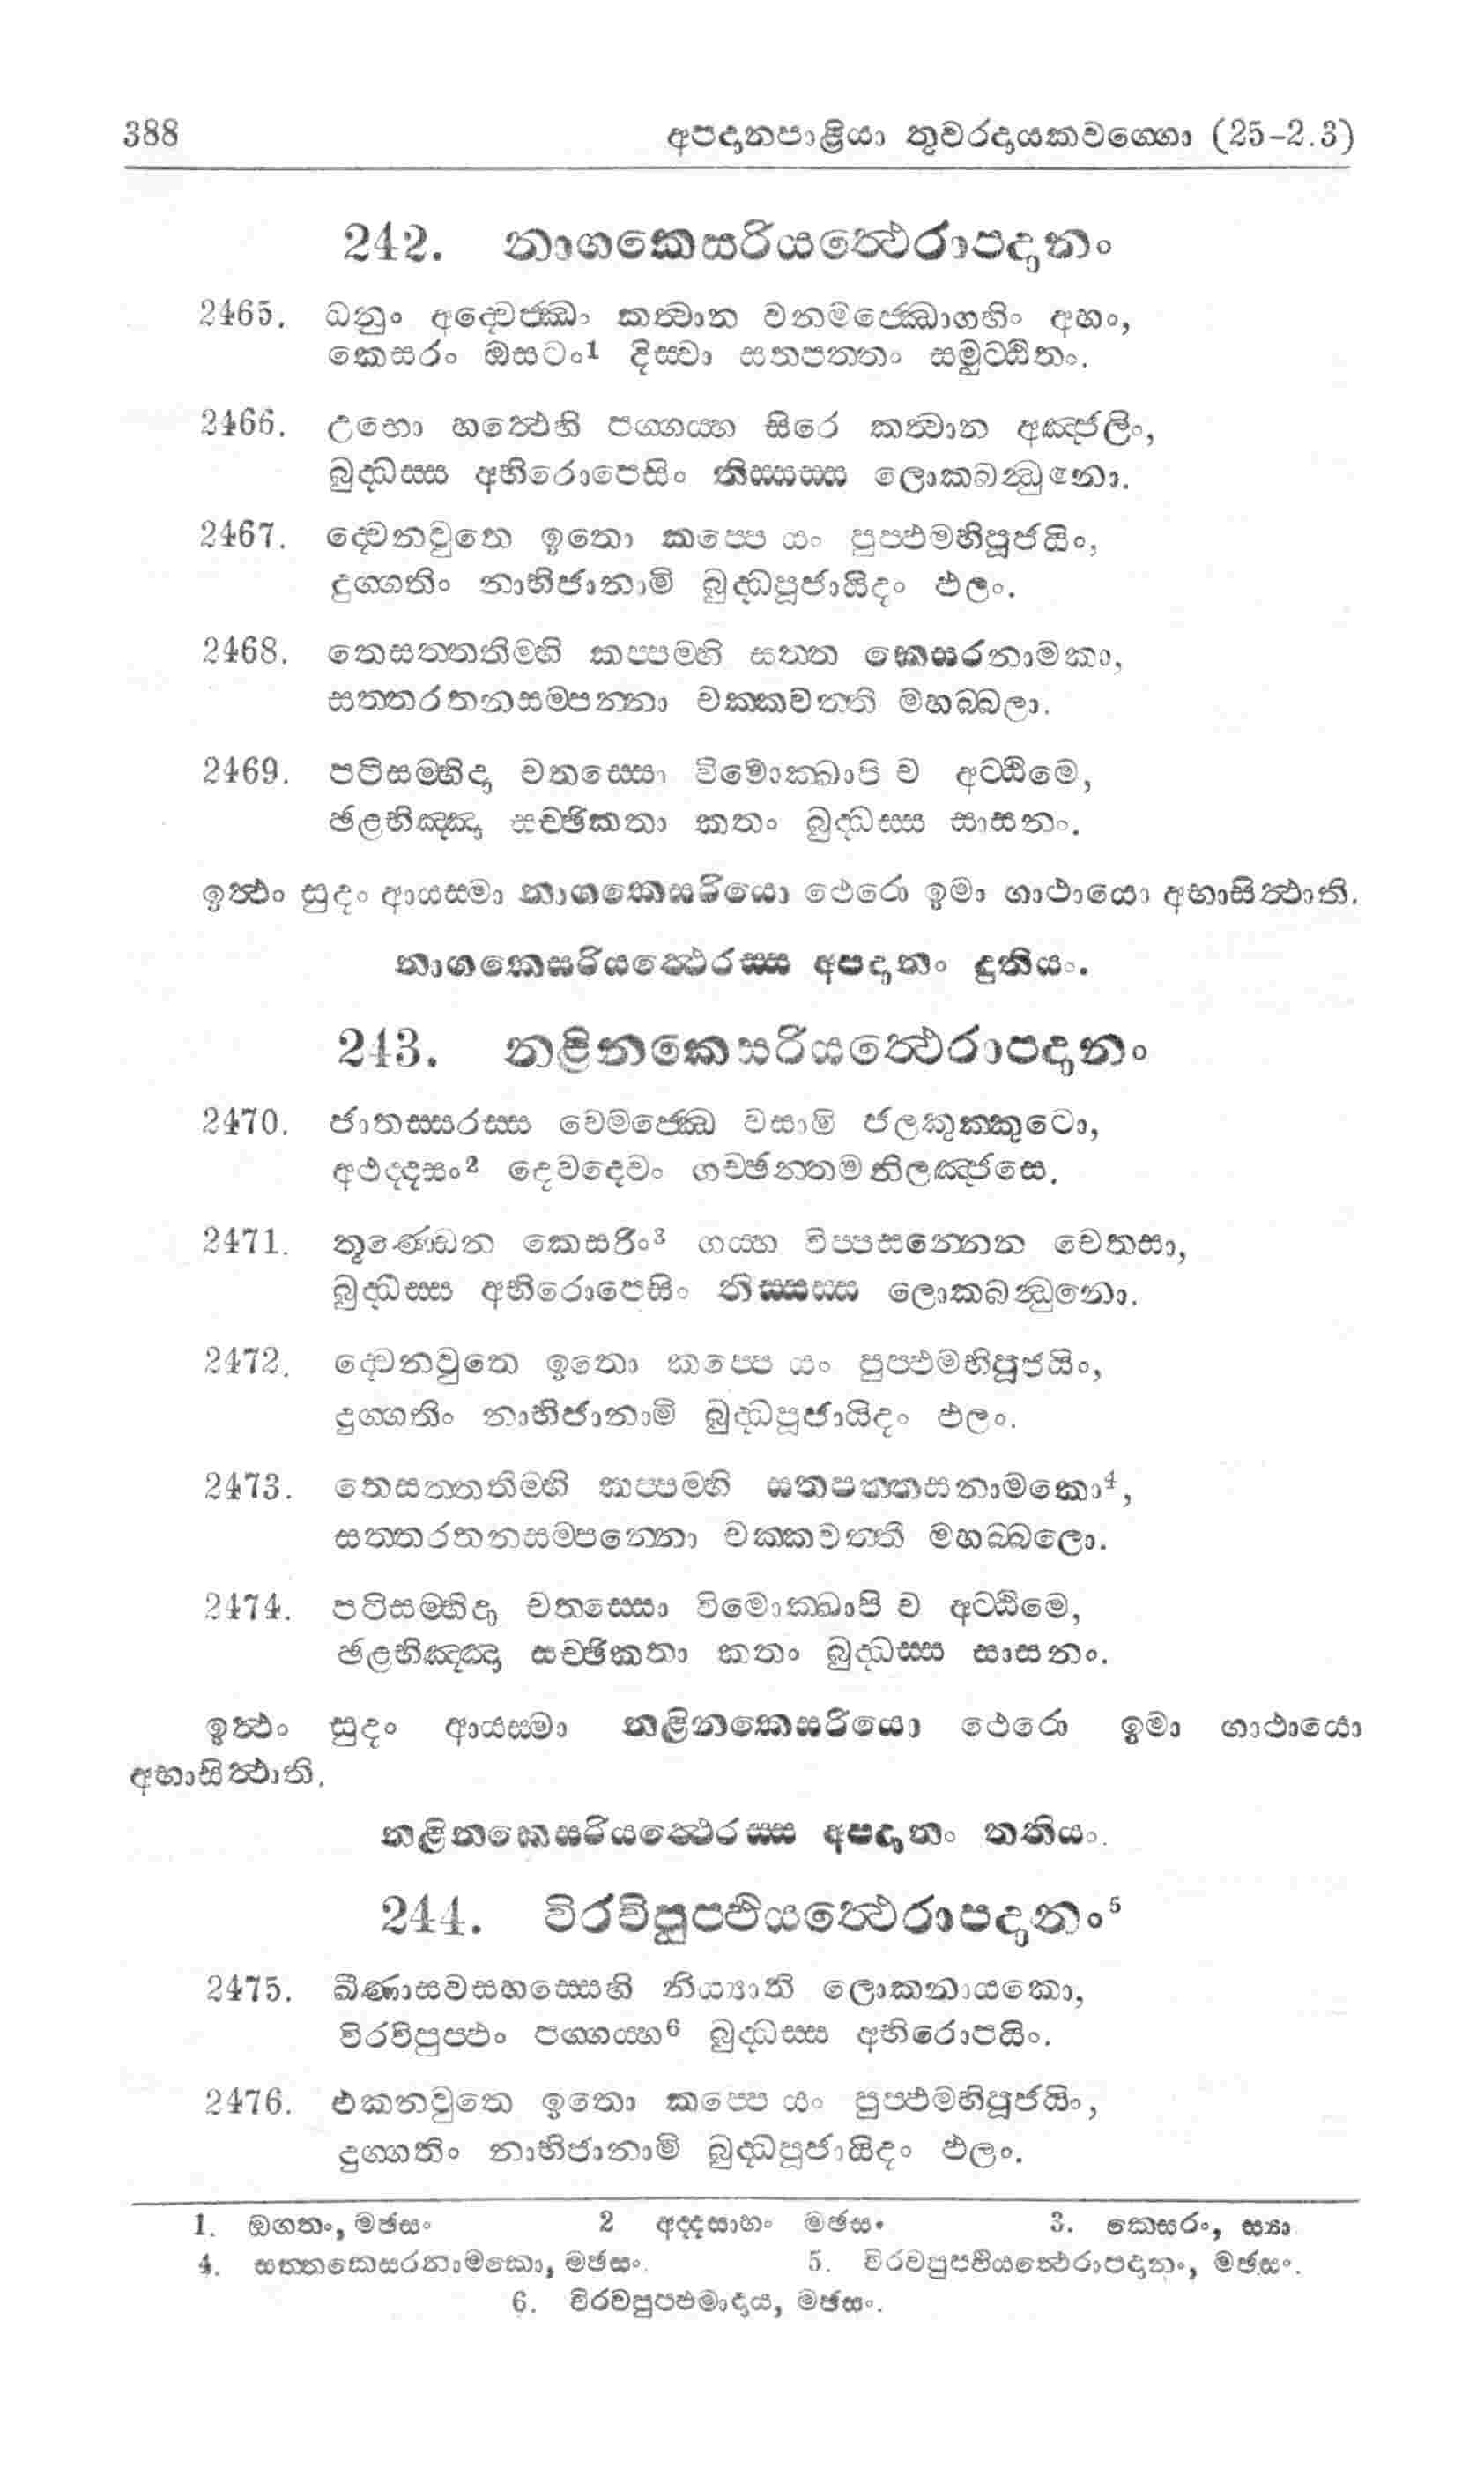 388 අපදානපාළියා තුවරදායකවග්ගො (25-2.3)
242. නාගකෙසරියත්ථෙරාපදානං
2465. ධනුං අද්වෙජ්ඣං කත්වාන වනමජ්ඣොගහිං අහං,
කෙසරං ඔසටං1 දිස්වා සතපත්තං සමුට්ඨිතං.
2466. උභො හත්ථෙහි පග්ගය්හ සිරෙ කත්වාන අඤ්ජලිං,
බුද්ධස්ස අභිරොපෙසිං තිස්සස්ස ලොකබන්ධුනො.
2467. ද්වෙනවුතෙ ඉතො කප්පෙ යං පුප්ඵමභිපූජයිං,
දුග්ගතිං නාභිජානාමි බුද්ධපූජායිදං ඵලං.
2468. තෙසත්තතිම්හි කප්පම්හි සත්ත කෙසරනාමකා,
සත්තරතනසම්පන්නා චක්කවත්ති මහබ්බලා.
2469. පටිසම්භිදා චතස්සො විමොක්ඛාපි ච අට්ඨිමෙ,
ඡළභිඤ්ඤා සච්ඡිකතා කතං බුද්ධස්ස සාසනං.
ඉත්ථං සුදං ආයස්මා නාගකෙසරියො ථෙරො ඉමා ගාථායො අභාසිත්ථාති.
නාගකෙසරියත්ථෙරස්ස අපදානං දුතියං.
243. නළිනකෙසරියත්ථෙරාපදානං
2470. ජාතස්සරස්ස වෙමජ්ඣෙ වසාමි ජලකුක්කුටො,
අථද්දසං2 දෙවදෙවං ගච්ඡන්තමනිලඤ්ජසෙ.
2471. තුණ්ඩෙන කෙසරිං3 ගය්හ විප්පසන්නෙන චෙතසා,
බුද්ධස්ස අභිරොපෙසිං තිස්සස්ස ලොකබන්ධුනො.
2472. ද්වෙනවුතෙ ඉතො කප්පෙ යං පුප්ඵමභිපූජයිං,
දුග්ගතිං නාභිජානාමි බුද්ධපූජායිදං ඵලං.
2473. තෙසත්තතිම්හි කප්පම්හි සතපත්තසනාමකො4,
සත්තරතනසම්පන්නො චක්කවත්තී මහබ්බලො.
2474. පටිසම්භිදා චතස්සො විමොක්ඛාපි ච අට්ඨිමෙ,
ඡළභිඤ්ඤා සච්ඡිකතා කතං බුද්ධස්ස සාසනං.
ඉත්ථං සුදං ආයස්මා නළිනකෙසරියො ථෙරො ඉමා ගාථායො
අභාසිත්ථාති.
නළිනකෙසරියත්ථෙරස්ස අපදානං තතියං.
244. විරවිපුප්ඵියත්ථෙරාපදානං5
2475. ඛීණාසවසහස්සෙහි නිය්‍යාති ලොකනායකො,
විරවිපුප්ඵං පග්ගය්හ6 බුද්ධස්ස අභිරොපයිං.
2476. එකනවුතෙ ඉතො කප්පෙ යං පුප්ඵමභිපූජයිං,
දුග්ගතිං නාභිජානාමි බුද්ධපූජායිදං ඵලං.
1. ඔගතං, මඡසං 2 අද්දසාහං මඡසං 3. කෙසරං, ස්‍යා
4. සත්තකෙසරනාමකො, මඡසං. 5. විරවපුප්ඵියත්ථෙරාපදානං, මඡසං.
6. විරවපුප්ඵමාදාය, මඡසං.